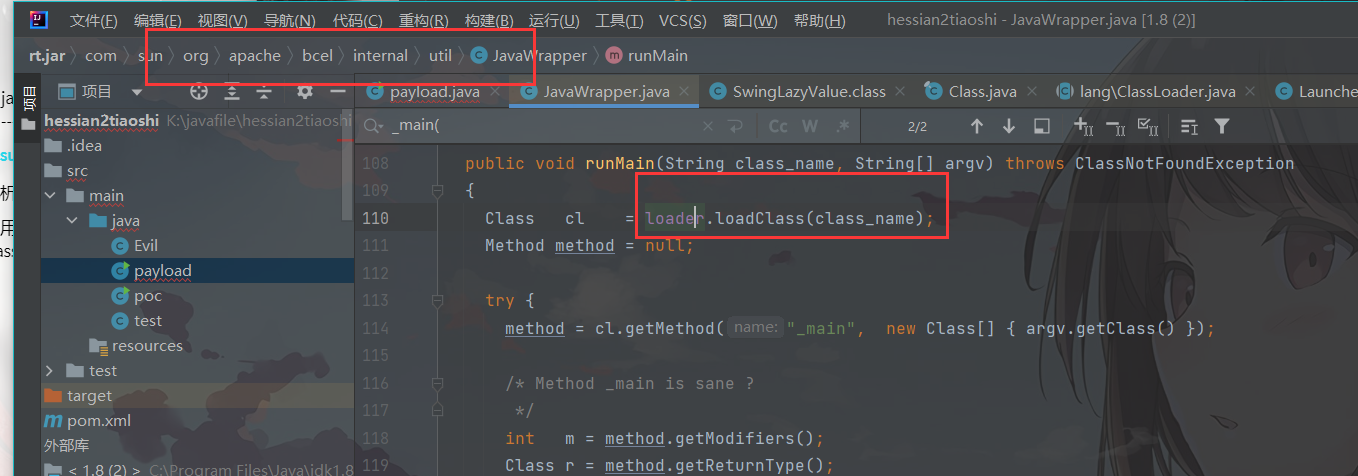 文件(F) 编辑(E) 视图(V) 导航(N) 代码(C) 重构(R) 构建(B) 运行(U) 工具(T) VCS(S) 窗口(W) 帮助(H) hessian2tiaoshi - JavaWrapper.java [1.8 (2)]
rt.jar com sun org apache bcel internal util JavaWrapper runMain
项目
项目
payload.java JavaWrapper.java SwingLazyValue.class Class.java lang\ClassLoader.java Launche
hessian2tiaoshi K:\javafile\hessian2tiaoshi
.idea
src
main
java
Evil
payload
poc
test
resources
test
target
pom.xml
外部库
< 1.8 (2) > C:\Program Files\Java\jdk1.8
_main( Cc W .* 2/2
108 public void runMain(String class_name, String[] argv) throws ClassNotFoundException
109 {
110 Class cl = loader.loadClass(class_name);
111 Method method = null;
112
113 try {
114 method = cl.getMethod( name: "_main", new Class[] { argv.getClass() });
115
116 /* Method _main is sane ?
117 */
118 int m = method.getModifiers();
119 Class r = method.getReturnType();